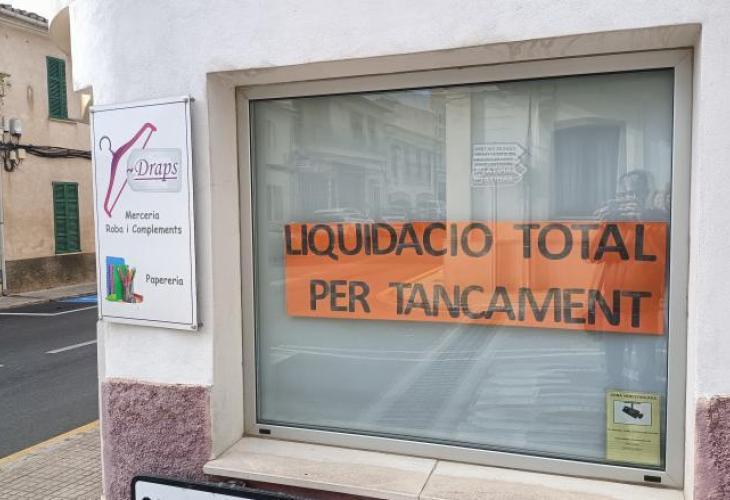 Draps
Merceria
Roba i Complements
Papereria
LIQUIDACIO TOTAL
PER TANCAMENT